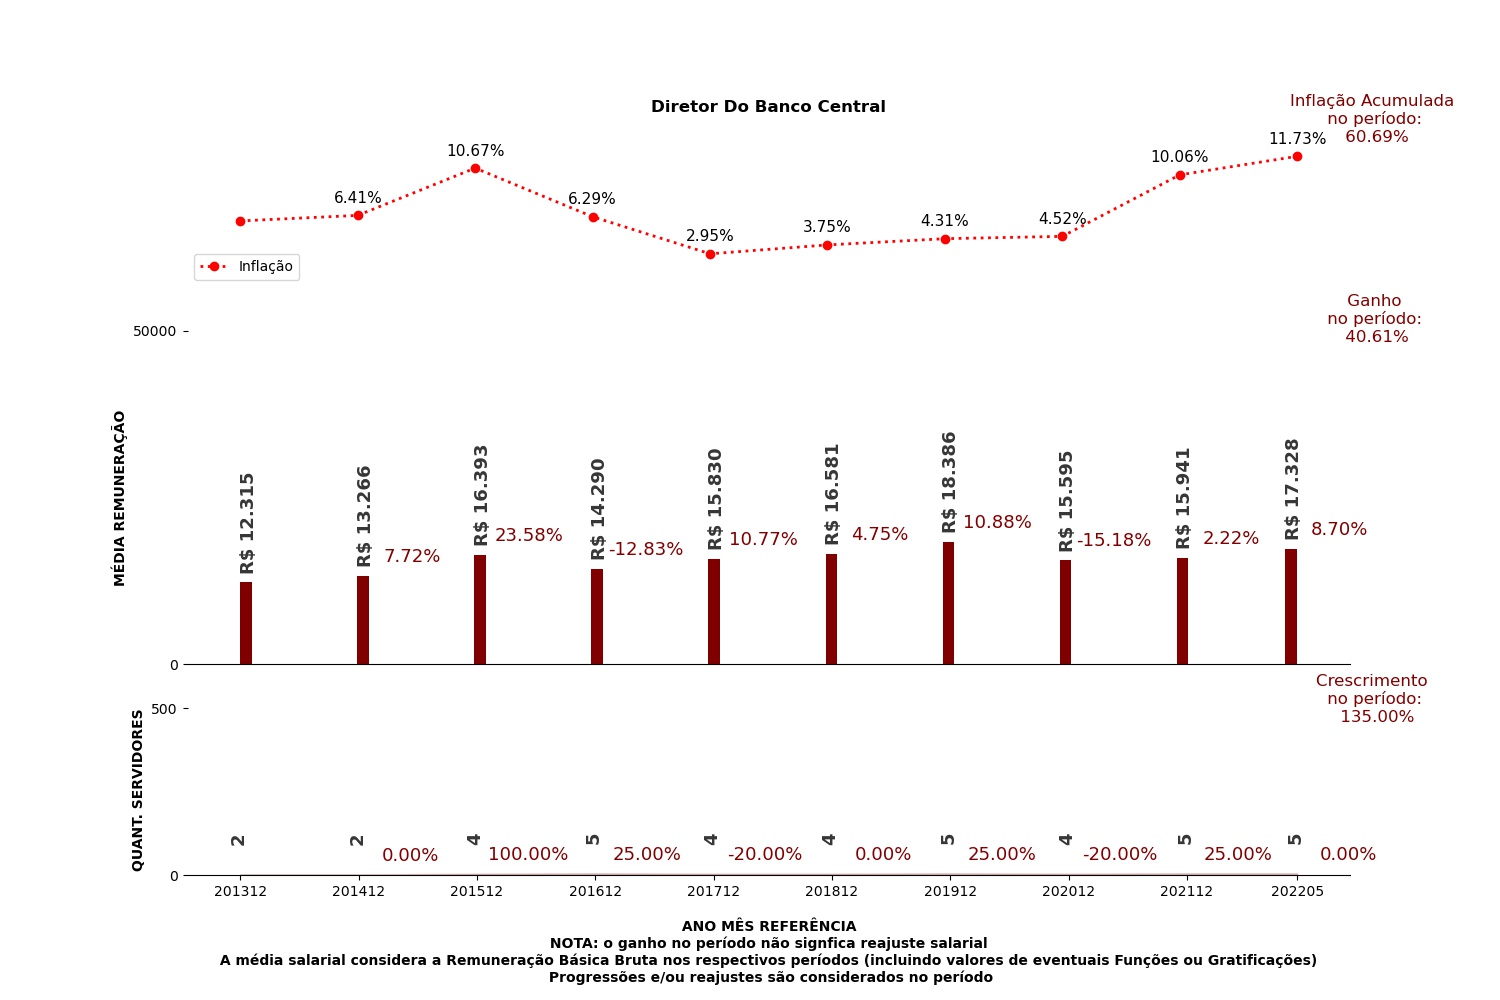 Diretor Do Banco Central
Inflação Acumulada
no período:
60.69%
6.41%
10.67%
6.29%
2.95%
3.75%
4.31%
4.52%
10.06%
11.73%
Inflação
Ganho
no período:
40.61%
50000
0
MÉDIA REMUNERAÇÃO
R$ 12.315
R$ 13.266
R$ 16.393
R$ 14.290
R$ 15.830
R$ 16.581
R$ 18.386
R$ 15.595
R$ 15.941
R$ 17.328
7.72%
23.58%
-12.83%
10.77%
4.75%
10.88%
-15.18%
2.22%
8.70%
Crescrimento
no período:
135.00%
500
0
QUANT. SERVIDORES
2
2
4
5
4
4
5
4
5
5
0.00%
100.00%
25.00%
-20.00%
0.00%
25.00%
-20.00%
25.00%
0.00%
201312
201412
201512
201612
201712
201812
201912
202012
202112
202205
ANO MÊS REFERÊNCIA
NOTA: o ganho no período não signfica reajuste salarial
A média salarial considera a Remuneração Básica Bruta nos respectivos períodos (incluindo valores de eventuais Funções ou Gratificações)
Progressões e/ou reajustes são considerados no período